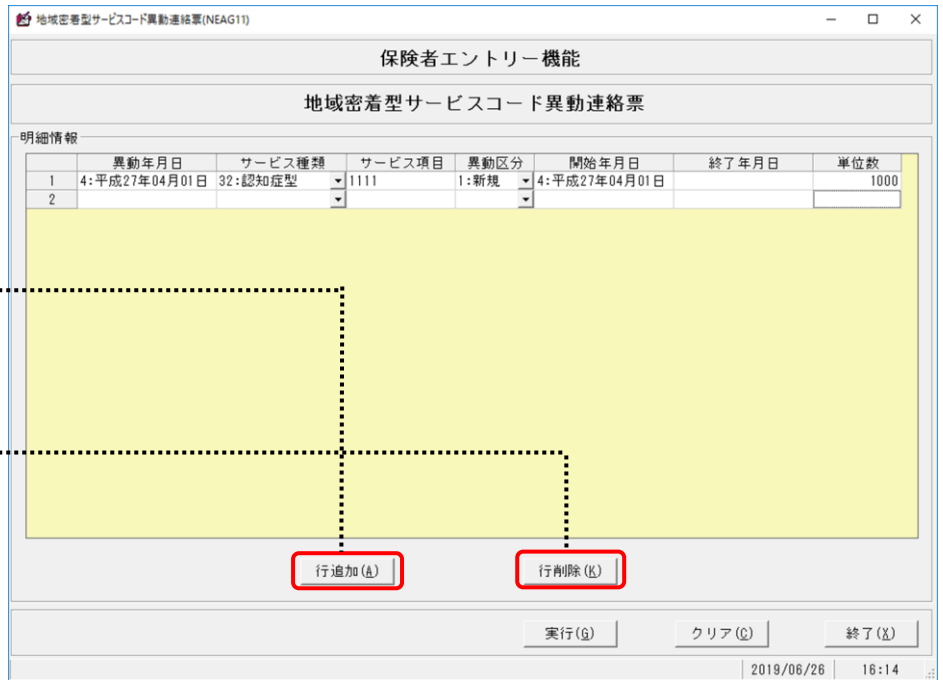 地域密着型サービスコード異動連絡票(NEAG11)
保険者エントリー機能
地域密着型サービスコード異動連絡票
明細情報
異動年月日 サービス種類 サービス項目 異動区分 開始年月日 終了年月日 単位数
1 4:平成27年04月01日 32:認知症型 1111 1:新規 4:平成27年04月01日 1000
2
行追加(A) 行削除(K)
実行(G) クリア(C) 終了(X)
2019/06/26 16:14